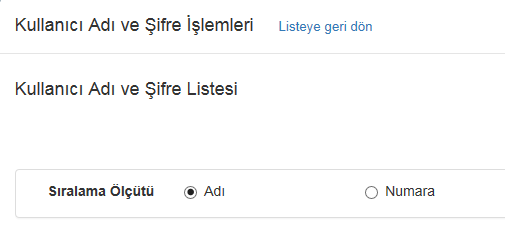 Kullanıcı Adı ve Şifre İşlemleri Listeye geri dön
Kullanıcı Adı ve Şifre Listesi
Sıralama Ölçütü Adı Numara